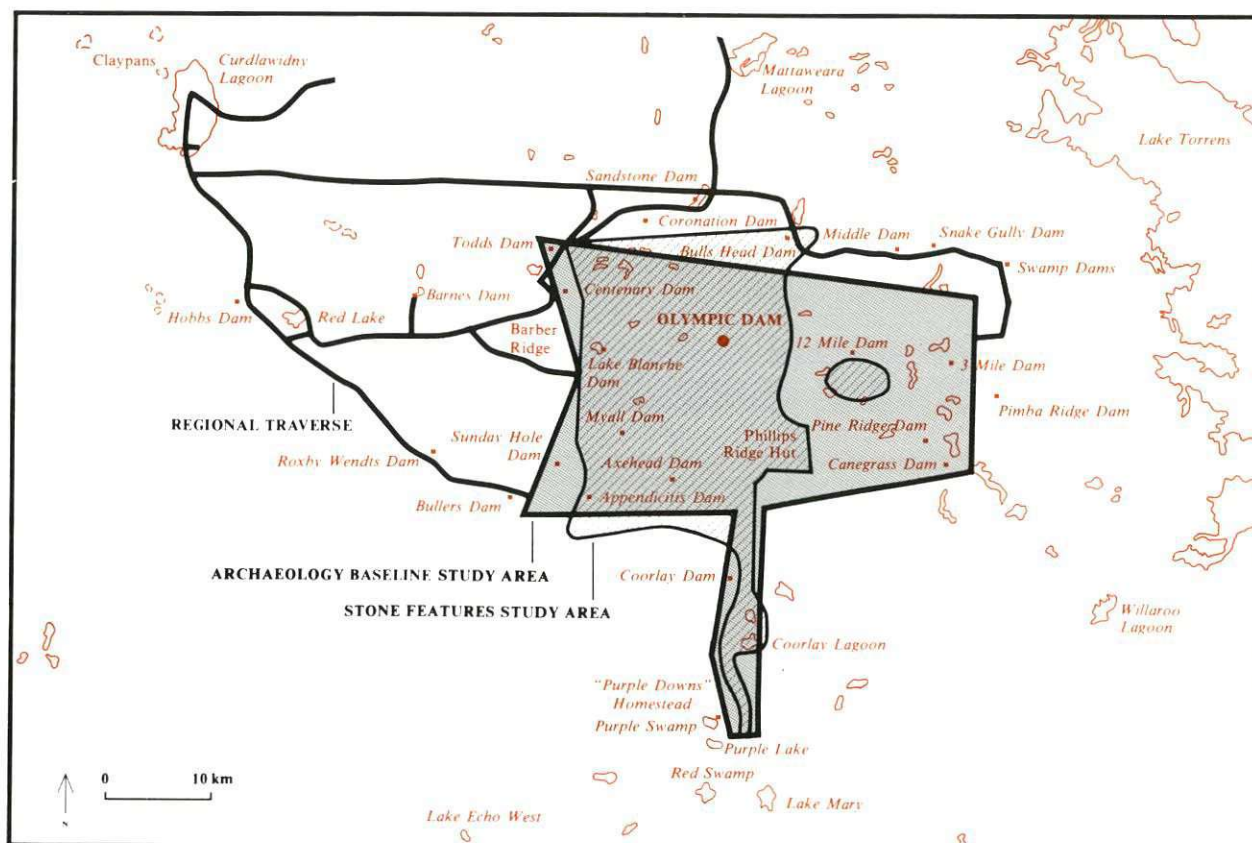 Claypans
Curdlawidny
Lagoon
Mattaweara
Lagoon
Lake Torrens
Sandstone Dam
Coronation Dam
Todds Dam
Bulls Head Dam
Middle Dam
Snake Gully Dam
Swamp Dams
Centenary Dam
Barnes Dam
Hobbs Dam
Red Lake
Barber
Ridge
OLYMPIC DAM
12 Mile Dam
Lake Blanche
Dam
3 Mile Dam
Pimba Ridge Dam
REGIONAL TRAVERSE
Myall Dam
Pine Ridge Dam
Sunday Hole
Dam
Phillips
Ridge Hut
Roxby Wendts Dam
Axehead Dam
Canegrass Dam
Bullers Dam
Appendicitis Dam
ARCHAEOLOGY BASELINE STUDY AREA
Coorlay Dam
STONE FEATURES STUDY AREA
Willaroo
Lagoon
Coorlay Lagoon
"Purple Downs"
Homestead
Purple Swamp
Purple Lake
0 10 km
Red Swamp
Lake Mary
Lake Echo West
N